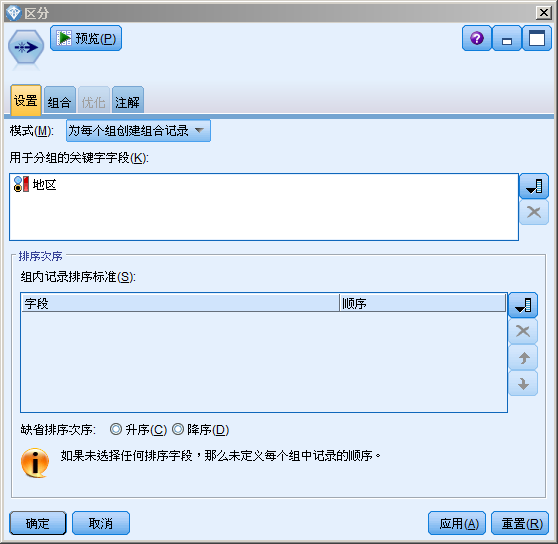 区分
预览(P)
设置 组合 优化 注解
模式(M): 为每个组创建组合记录
用于分组的关键字字段(K):
地区
排序次序
组内记录排序标准(S):
字段 顺序
缺省排序次序: 升序(C) 降序(D)
如果未选择任何排序字段，那么未定义每个组中记录的顺序。
确定 取消 应用(A) 重置(R)